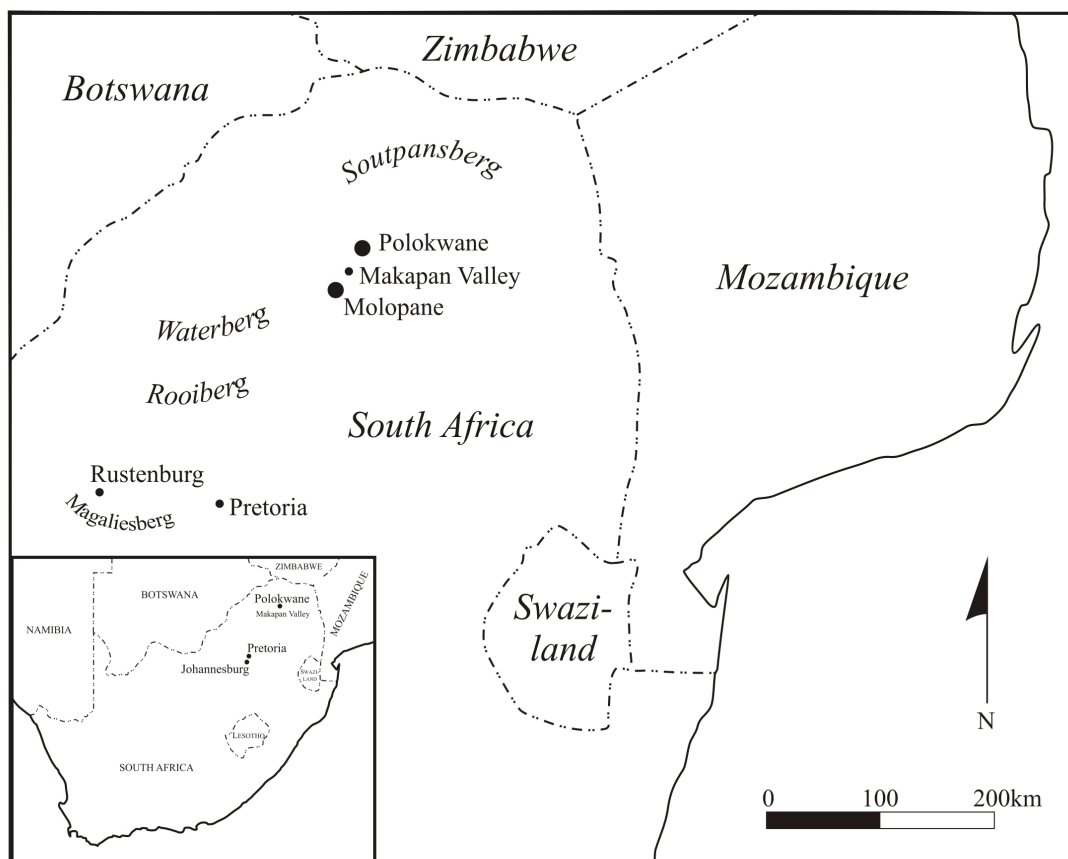 Zimbabwe
Botswana
Soutpansberg
Polokwane
Makapan Valley
Molopane
Mozambique
Waterberg
Rooiberg
South Africa
Rustenburg
Magaliesberg
Pretoria
Swazi-
land
N
0 100 200km
ZIMBABWE
BOTSWANA
Polokwane
Makapan Valley
MOZAMBIQUE
NAMIBIA
Pretoria
Johannesburg
SWAZI-
LAND
LESOTHO
SOUTH AFRICA